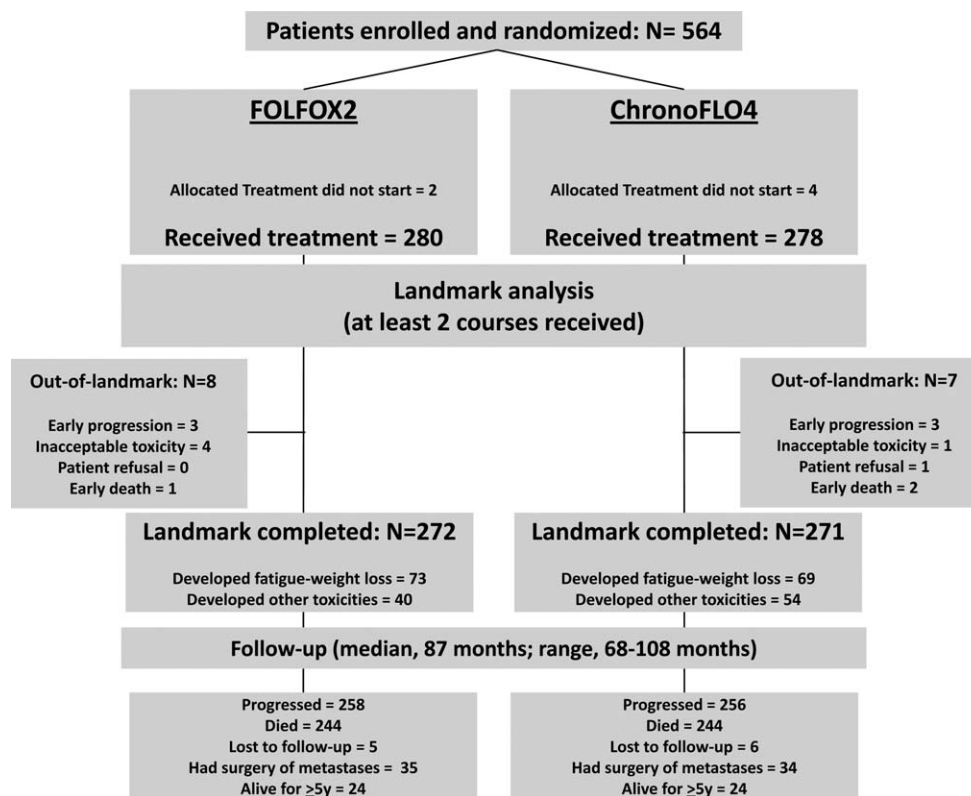 Patients enrolled and randomized: N= 564
FOLFOX2
Allocated Treatment did not start = 2
Received treatment = 280
ChronoFLO4
Allocated Treatment did not start = 4
Received treatment = 278
Landmark analysis
(at least 2 courses received)
Out-of-landmark: N=8
Early progression = 3
Inacceptable toxicity = 4
Patient refusal = 0
Early death = 1
Out-of-landmark: N=7
Early progression = 3
Inacceptable toxicity = 1
Patient refusal = 1
Early death = 2
Landmark completed: N=272
Developed fatigue-weight loss = 73
Developed other toxicities = 40
Landmark completed: N=271
Developed fatigue-weight loss = 69
Developed other toxicities = 54
Follow-up (median, 87 months; range, 68-108 months)
Progressed = 258
Died = 244
Lost to follow-up = 5
Had surgery of metastases = 35
Alive for ≥5y = 24
Progressed = 256
Died = 244
Lost to follow-up = 6
Had surgery of metastases = 34
Alive for ≥5y = 24